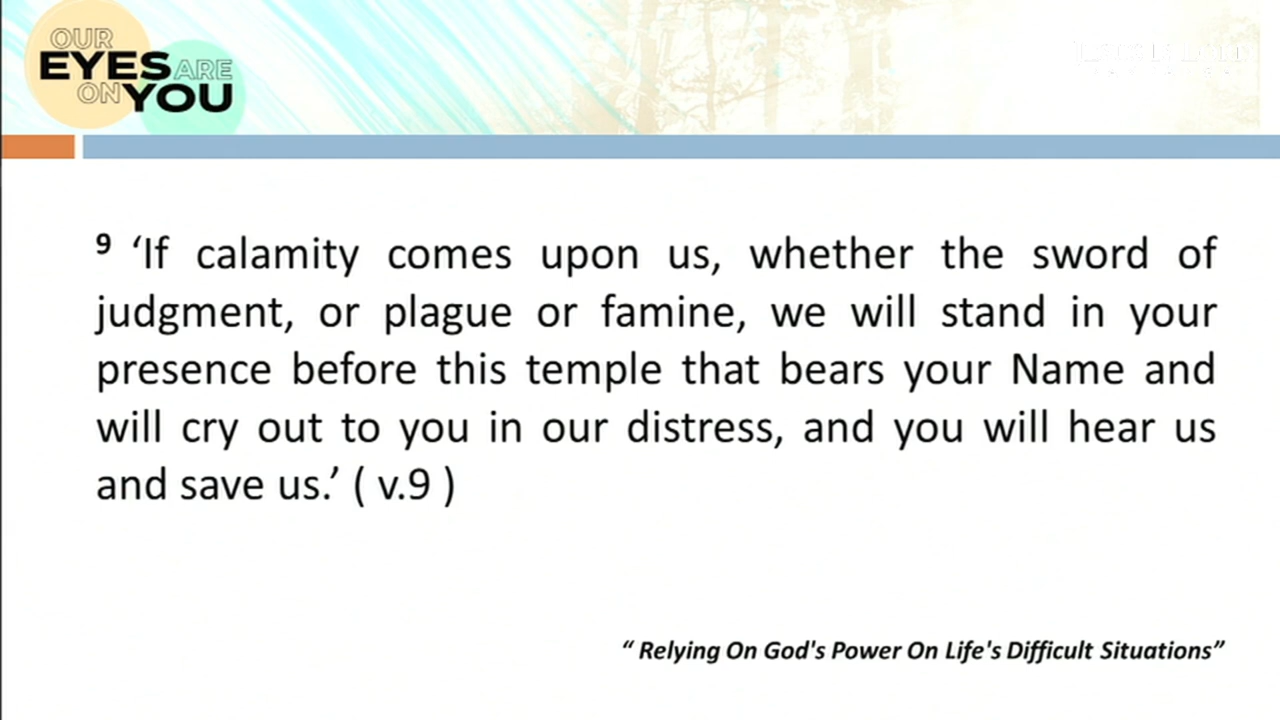 OUR
EYES ARE
ON YOU
9 ‘If calamity comes upon us, whether the sword of
judgment, or plague or famine, we will stand in your
presence before this temple that bears your Name and
will cry out to you in our distress, and you will hear us
and save us.’ ( v.9 )
“ Relying On God's Power On Life's Difficult Situations”